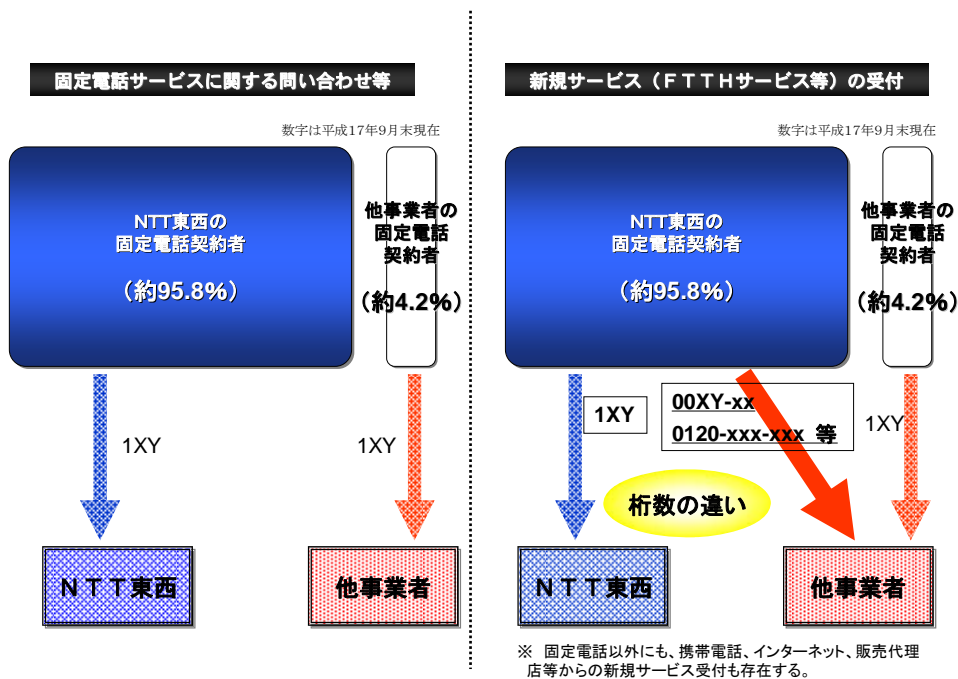 固定電話サービスに関する問い合わせ等
数字は平成17年9月末現在
NTT東西の
固定電話契約者
（約95.8％）
他事業者の
固定電話
契約者
（約4.2％）
1XY
1XY
ＮＴＴ東西
他事業者
新規サービス（ＦＴＴＨサービス等）の受付
数字は平成17年9月末現在
NTT東西の
固定電話契約者
（約95.8％）
他事業者の
固定電話
契約者
（約4.2％）
1XY
00XY-xx
0120-xxx-xxx 等
1XY
桁数の違い
ＮＴＴ東西
他事業者
※　固定電話以外にも、携帯電話、インターネット、販売代理
店等からの新規サービス受付も存在する。